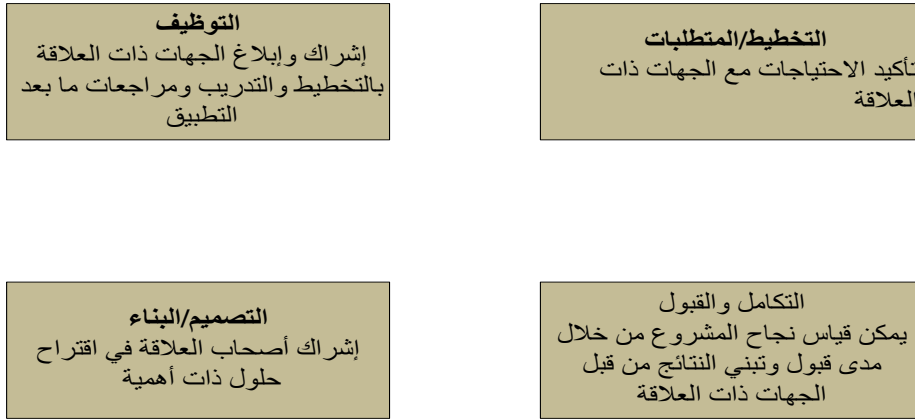 التخطيط/المتطلبات
تأكيد الاحتياجات مع الجهات ذات
العلاقة
التوظيف
إشراك وإبلاغ الجهات ذات العلاقة
بالتخطيط والتدريب ومراجعات ما بعد
التطبيق
التكامل والقبول
يمكن قياس نجاح المشروع من خلال
مدى قبول وتبني النتائج من قبل
الجهات ذات العلاقة
التصميم/البناء
إشراك أصحاب العلاقة في اقتراح
حلول ذات أهمية